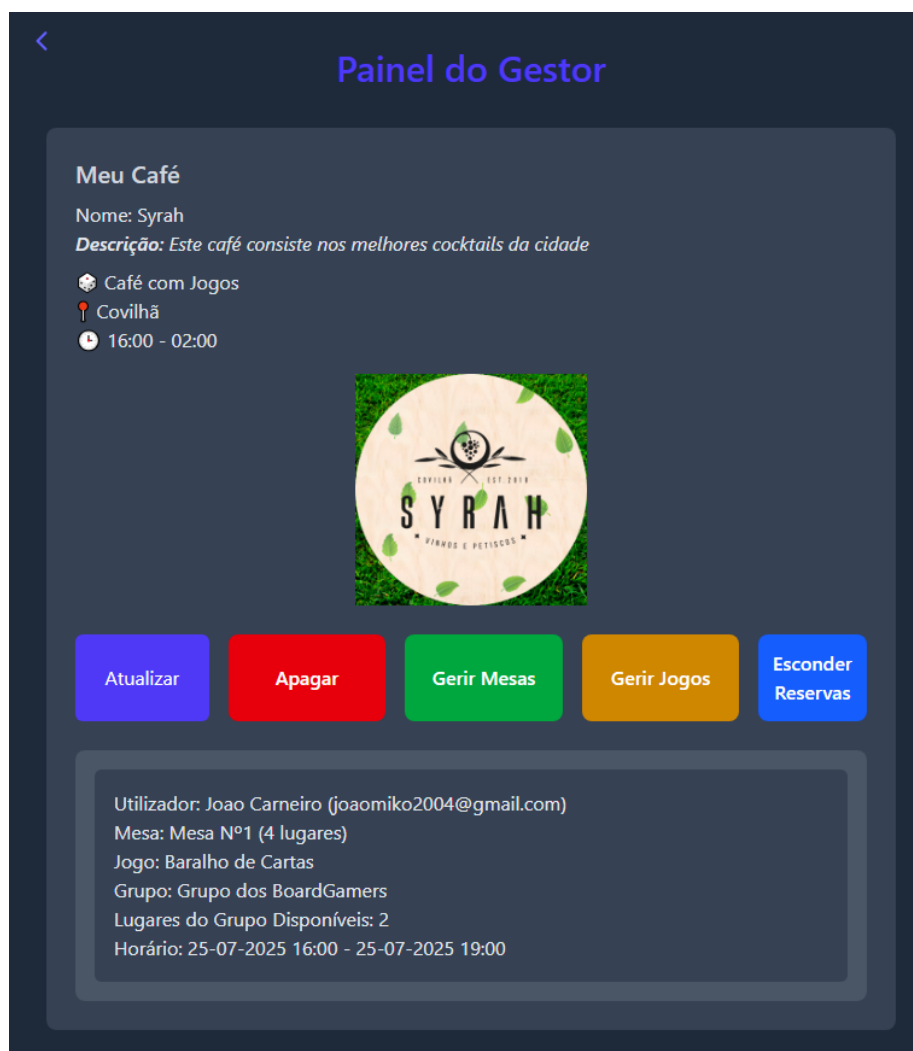 Painel do Gestor
Meu Café
Nome: Syrah
Descrição: Este café consiste nos melhores cocktails da cidade
Café com Jogos
Covilhã
16:00 - 02:00
COVILHÃ EST. 2018
SYRAH
VINHOS E PETISCOS
Atualizar
Apagar
Gerir Mesas
Gerir Jogos
Esconder
Reservas
Utilizador: Joao Carneiro (joaomiko2004@gmail.com)
Mesa: Mesa Nº1 (4 lugares)
Jogo: Baralho de Cartas
Grupo: Grupo dos BoardGamers
Lugares do Grupo Disponíveis: 2
Horário: 25-07-2025 16:00 - 25-07-2025 19:00